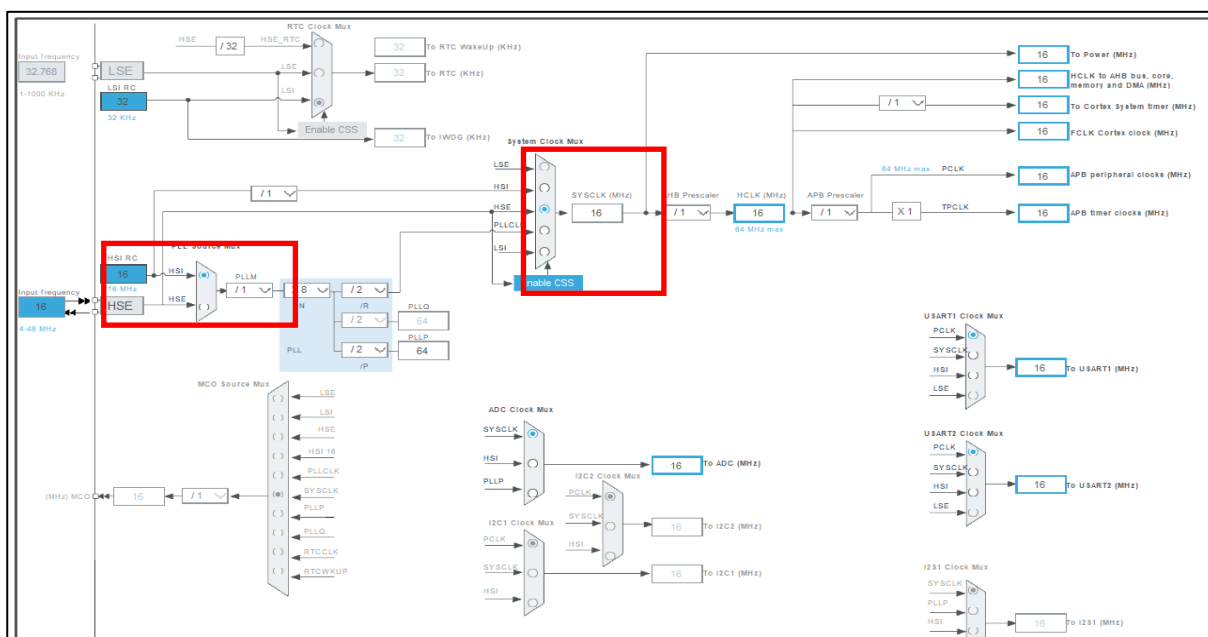 RTC Clock Mux
HSE
/ 32
HSE_RTC
32
To RTC WakeUp (KHz)
Input frequency
32.768
1-1000 KHz
LSE
LSE
32
To RTC (KHz)
LSI RC
32
32 KHz
LSI
Enable CSS
32
To IWDG (KHz)
16
To Power (MHz)
16
HCLK to AHB bus, core,
memory and DMA (MHz)
/ 1
16
To Cortex System timer (MHz)
16
FCLK Cortex clock (MHz)
System Clock Mux
LSE
HSI
HSE
PLLCL
LSI
Enable CSS
/ 1
SYSCLK (MHz)
16
HB Prescaler
/ 1
HCLK (MHz)
16
64 MHz max
APB Prescaler
/ 1
64 MHz max
PCLK
16
APB peripheral clocks (MHz)
X 1
TPCLK
16
APB timer clocks (MHz)
PLL Source Mux
HSI RC
16
16 MHz
HSI
HSE
PLLM
/ 1
Input frequency
16
4-48 MHz
HSE
8
/ 2
/R
/ 2
PLLQ
64
PLL
/ 2
/P
PLLP
64
MCO Source Mux
LSE
LSI
HSE
HSI 16
PLLCLK
SYSCLK
PLLP
PLLQ
RTCCLK
RTCWKUP
(MHz) MCO
16
/ 1
ADC Clock Mux
SYSCLK
HSI
PLLP
16
To ADC (MHz)
I2C2 Clock Mux
PCLK
SYSCLK
HSI
16
To I2C2 (MHz)
I2C1 Clock Mux
PCLK
SYSCLK
HSI
16
To I2C1 (MHz)
USART1 Clock Mux
PCLK
SYSCLK
HSI
LSE
16
To USART1 (MHz)
USART2 Clock Mux
PCLK
SYSCLK
HSI
LSE
16
To USART2 (MHz)
I2S1 Clock Mux
SYSCLK
PLLP
HSI
16
To I2S1 (MHz)